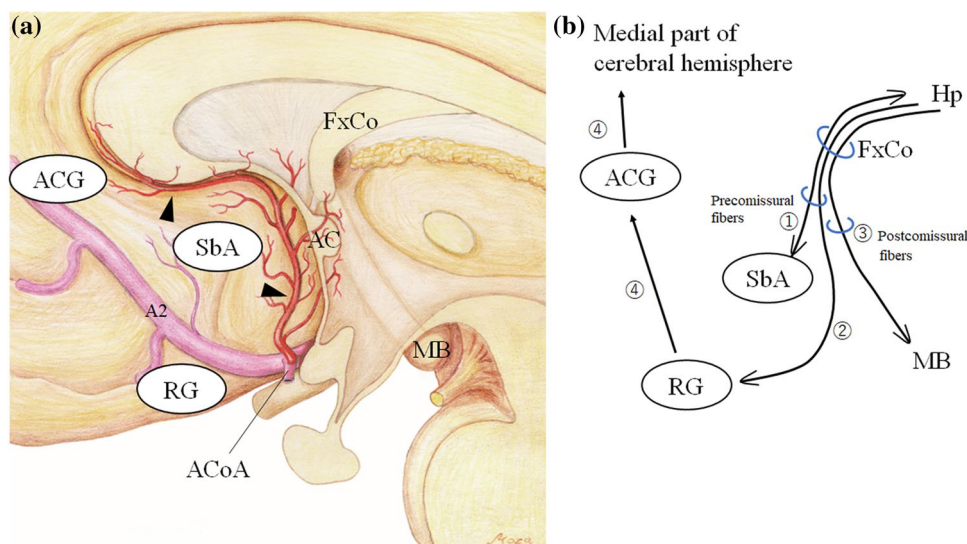 (a)
FxCo
ACG
SbA
AC
A2
RG
MB
ACoA
(b)
Medial part of
cerebral hemisphere
④
Hp
FxCo
ACG
Precomissural
fibers
①
③
Postcomissural
fibers
SbA
④
②
RG
MB